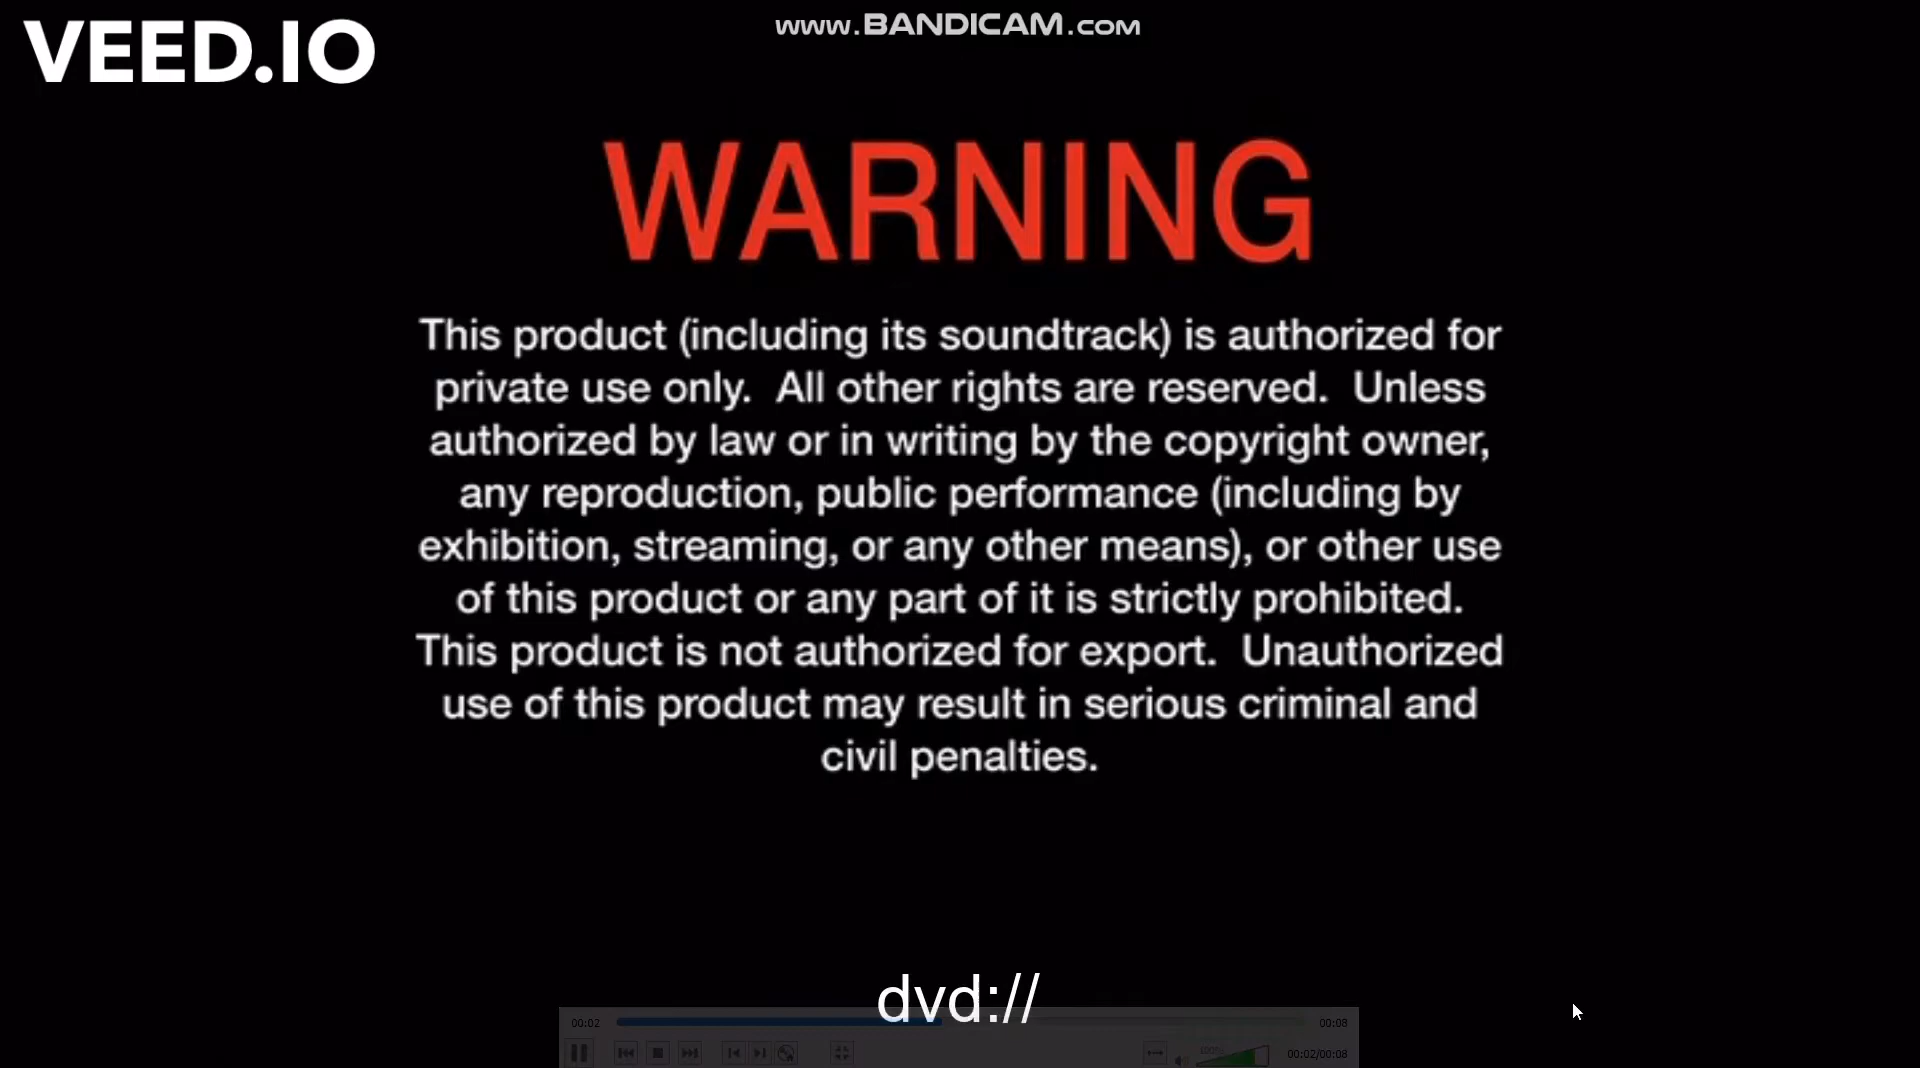 VEED.IO
www.BANDICAM.com
WARNING
This product (including its soundtrack) is authorized for
private use only.  All other rights are reserved.  Unless
authorized by law or in writing by the copyright owner,
any reproduction, public performance (including by
exhibition, streaming, or any other means), or other use
of this product or any part of it is strictly prohibited.
This product is not authorized for export.  Unauthorized
use of this product may result in serious criminal and
civil penalties.
dvd://
00:02
00:08
100%
00:02/00:08